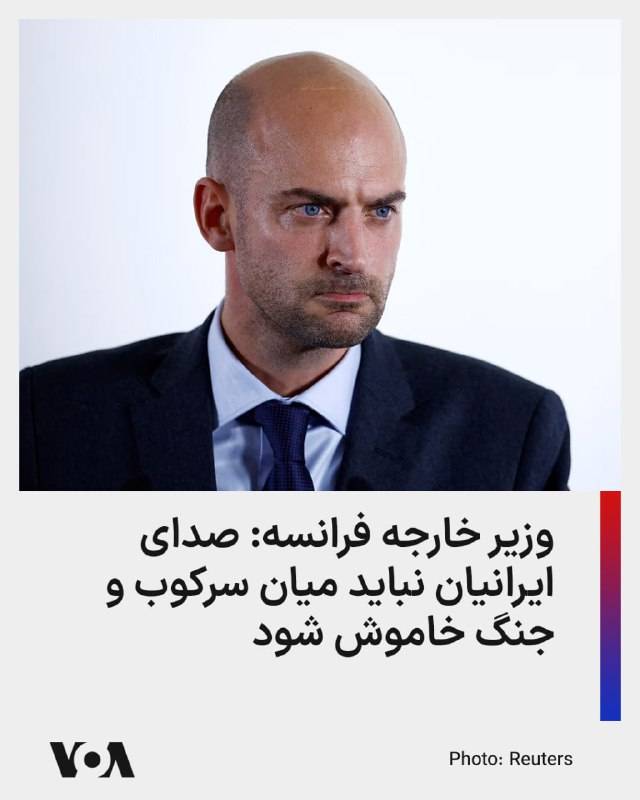 وزیر خارجه فرانسه: صدای
ایرانیان نباید میان سرکوب و
جنگ خاموش شود
VOA
Photo: Reuters